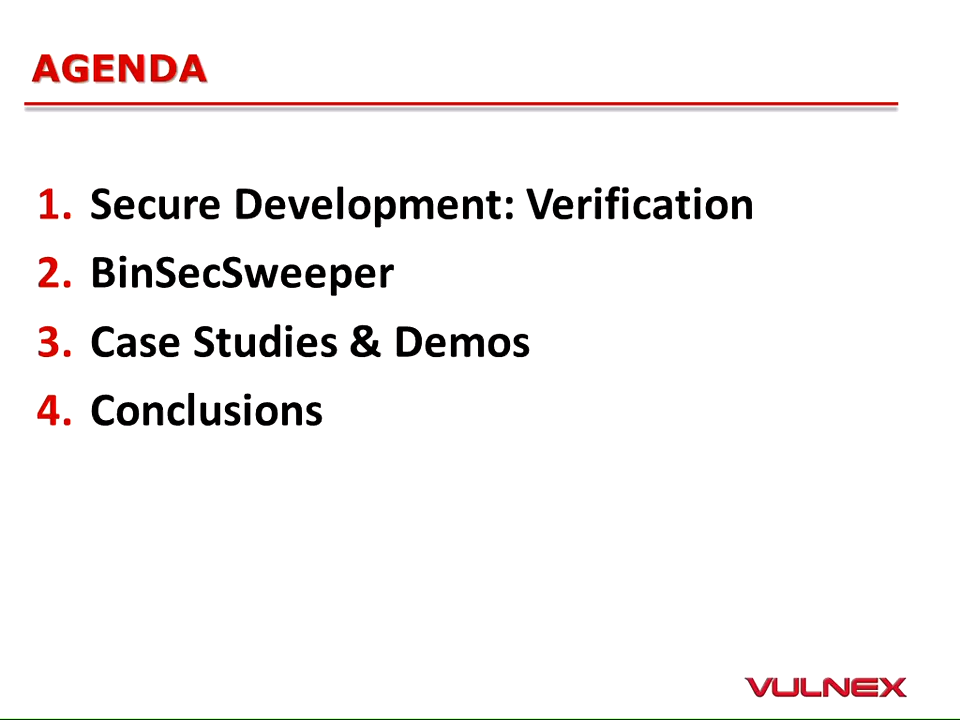 AGENDA
1. Secure Development: Verification
2. BinSecSweeper
3. Case Studies & Demos
4. Conclusions
VULNEX